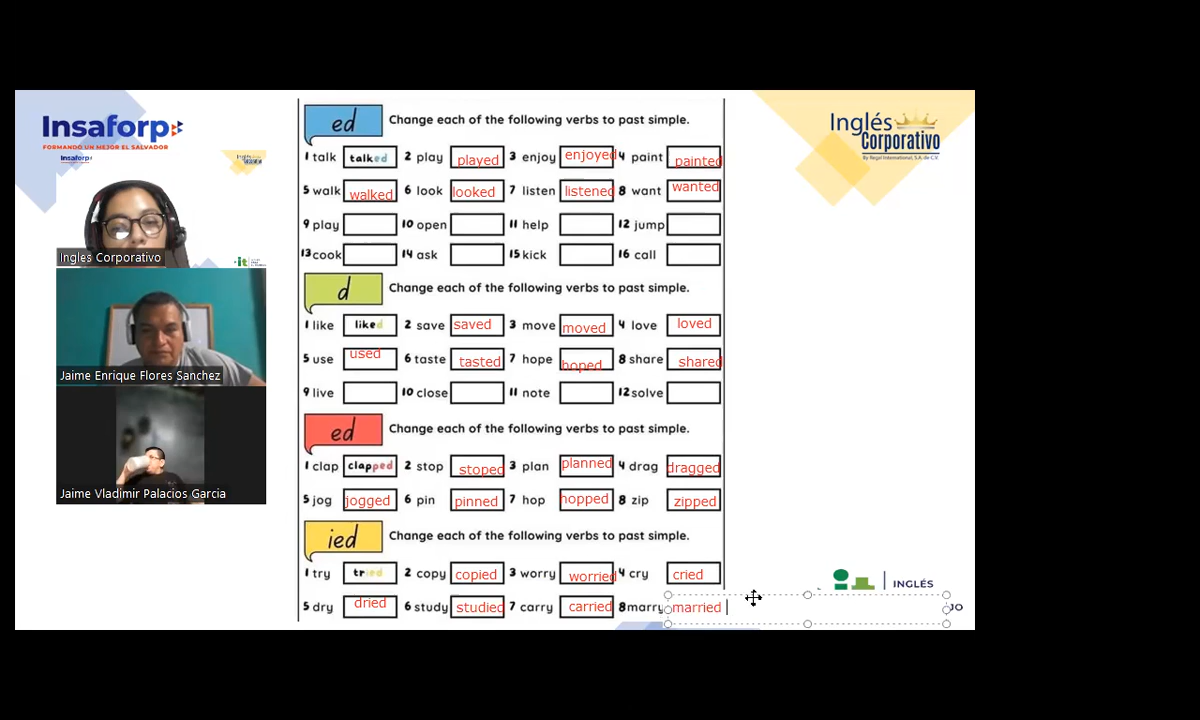 Insaforp
FORMANDO UN MEJOR EL SALVADOR
Insaforp
Inglés
Corporativo
By Regal International, S.A. de C.V.
Ingles Corporativo
Jaime Enrique Flores Sanchez
Jaime Vladimir Palacios Garcia
ed Change each of the following verbs to past simple.
1 talk talked 2 play played 3 enjoy enjoyed 4 paint painted
5 walk walked 6 look looked 7 listen listened 8 want wanted
9 play 10 open 11 help 12 jump
13 cook 14 ask 15 kick 16 call
d Change each of the following verbs to past simple.
1 like liked 2 save saved 3 move moved 4 love loved
5 use used 6 taste tasted 7 hope hoped 8 share shared
9 live 10 close 11 note 12 solve
ed Change each of the following verbs to past simple.
1 clap clapped 2 stop stoped 3 plan planned 4 drag dragged
5 jog jogged 6 pin pinned 7 hop hopped 8 zip zipped
ied Change each of the following verbs to past simple.
1 try tried 2 copy copied 3 worry worried 4 cry cried
5 dry dried 6 study studied 7 carry carried 8 marry married
INGLÉS
JO